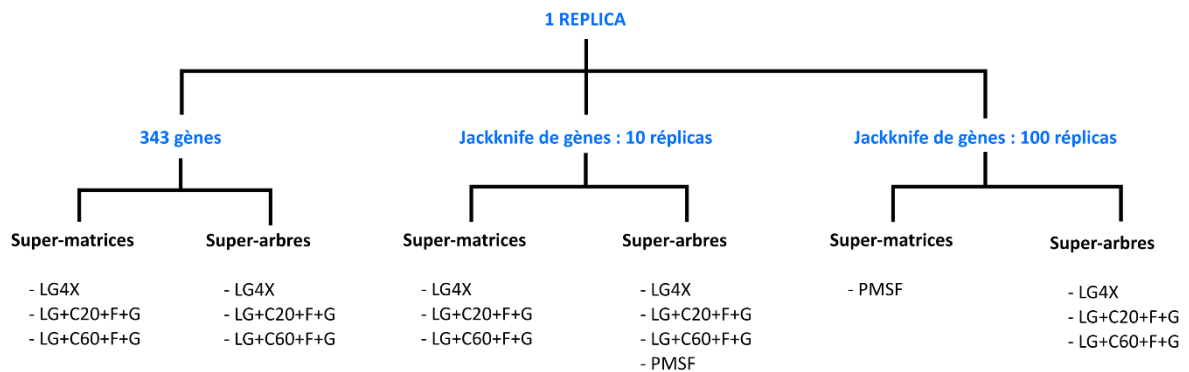 1 REPLICA
343 gènes
Jackknife de gènes : 10 réplicas
Jackknife de gènes : 100 réplicas
Super-matrices
- LG4X
- LG+C20+F+G
- LG+C60+F+G
Super-arbres
- LG4X
- LG+C20+F+G
- LG+C60+F+G
Super-matrices
- LG4X
- LG+C20+F+G
- LG+C60+F+G
Super-arbres
- LG4X
- LG+C20+F+G
- LG+C60+F+G
- PMSF
Super-matrices
- PMSF
Super-arbres
- LG4X
- LG+C20+F+G
- LG+C60+F+G